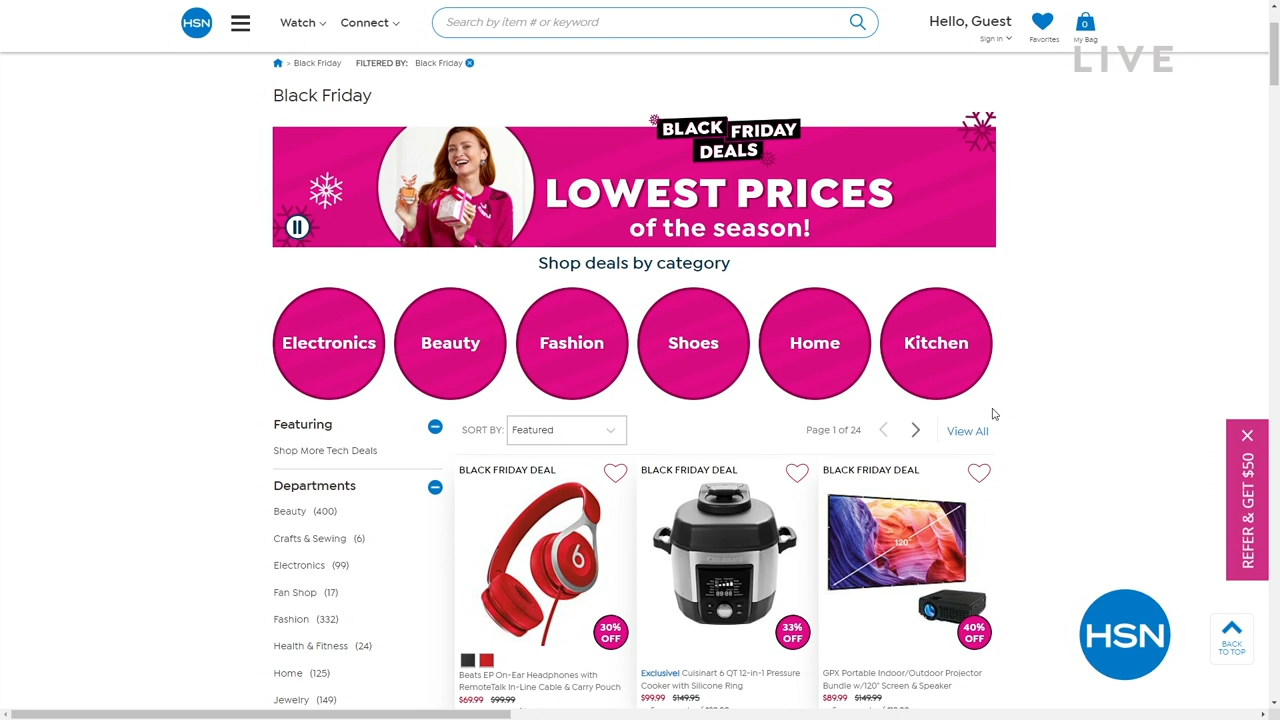 HSN
Watch
Connect
Search by item # or keyword
Hello, Guest
Sign In
Favorites
0
My Bag
LIVE
> Black Friday
FILTERED BY:
Black Friday
Black Friday
BLACK FRIDAY
DEALS
LOWEST PRICES
of the season!
Shop deals by category
Electronics
Beauty
Fashion
Shoes
Home
Kitchen
Featuring
Shop More Tech Deals
Departments
Beauty (400)
Crafts & Sewing (6)
Electronics (99)
Fan Shop (17)
Fashion (332)
Health & Fitness (24)
Home (125)
Jewelry (149)
SORT BY:
Featured
Page 1 of 24
View All
BLACK FRIDAY DEAL
30%
OFF
Beats EP On-Ear Headphones with
RemoteTalk In-Line Cable & Carry Pouch
$69.99 $99.99
BLACK FRIDAY DEAL
33%
OFF
Exclusive! Cuisinart 6 QT 12-in-1 Pressure
Cooker with Silicone Ring
$99.99 $149.95
BLACK FRIDAY DEAL
120"
40%
OFF
GPX Portable Indoor/Outdoor Projector
Bundle w/120" Screen & Speaker
$89.99 $149.99
REFER & GET $50
HSN
BACK
TO TOP